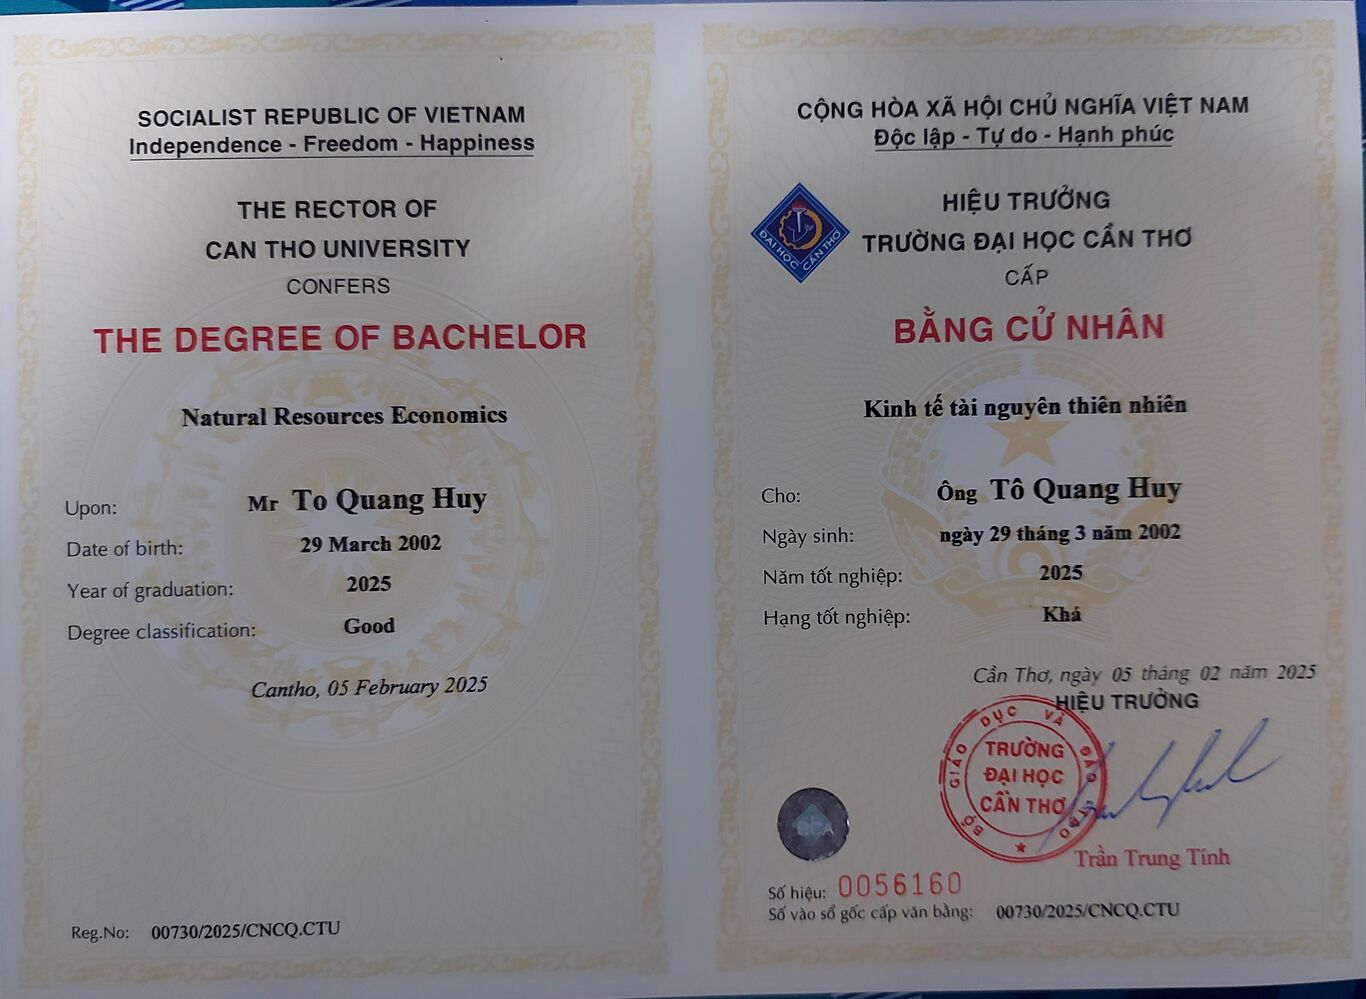 SOCIALIST REPUBLIC OF VIETNAM
Independence - Freedom - Happiness
THE RECTOR OF
CAN THO UNIVERSITY
CONFERS
THE DEGREE OF BACHELOR
Natural Resources Economics
Upon: Mr To Quang Huy
Date of birth: 29 March 2002
Year of graduation: 2025
Degree classification: Good
Cantho, 05 February 2025
Reg.No: 00730/2025/CNCQ.CTU
CỘNG HÒA XÃ HỘI CHỦ NGHĨA VIỆT NAM
Độc lập - Tự do - Hạnh phúc
ĐẠI HỌC CẦN THƠ
HIỆU TRƯỞNG
TRƯỜNG ĐẠI HỌC CẦN THƠ
CẤP
BẰNG CỬ NHÂN
Kinh tế tài nguyên thiên nhiên
Cho: Ông Tô Quang Huy
Ngày sinh: ngày 29 tháng 3 năm 2002
Năm tốt nghiệp: 2025
Hạng tốt nghiệp: Khá
Cần Thơ, ngày 05 tháng 02 năm 2025
HIỆU TRƯỞNG
BỘ GIÁO DỤC VÀ ĐÀO TẠO
TRƯỜNG
ĐẠI HỌC
CẦN THƠ
Trần Trung Tính
Số hiệu: 0056160
Số vào sổ gốc cấp văn bằng: 00730/2025/CNCQ.CTU